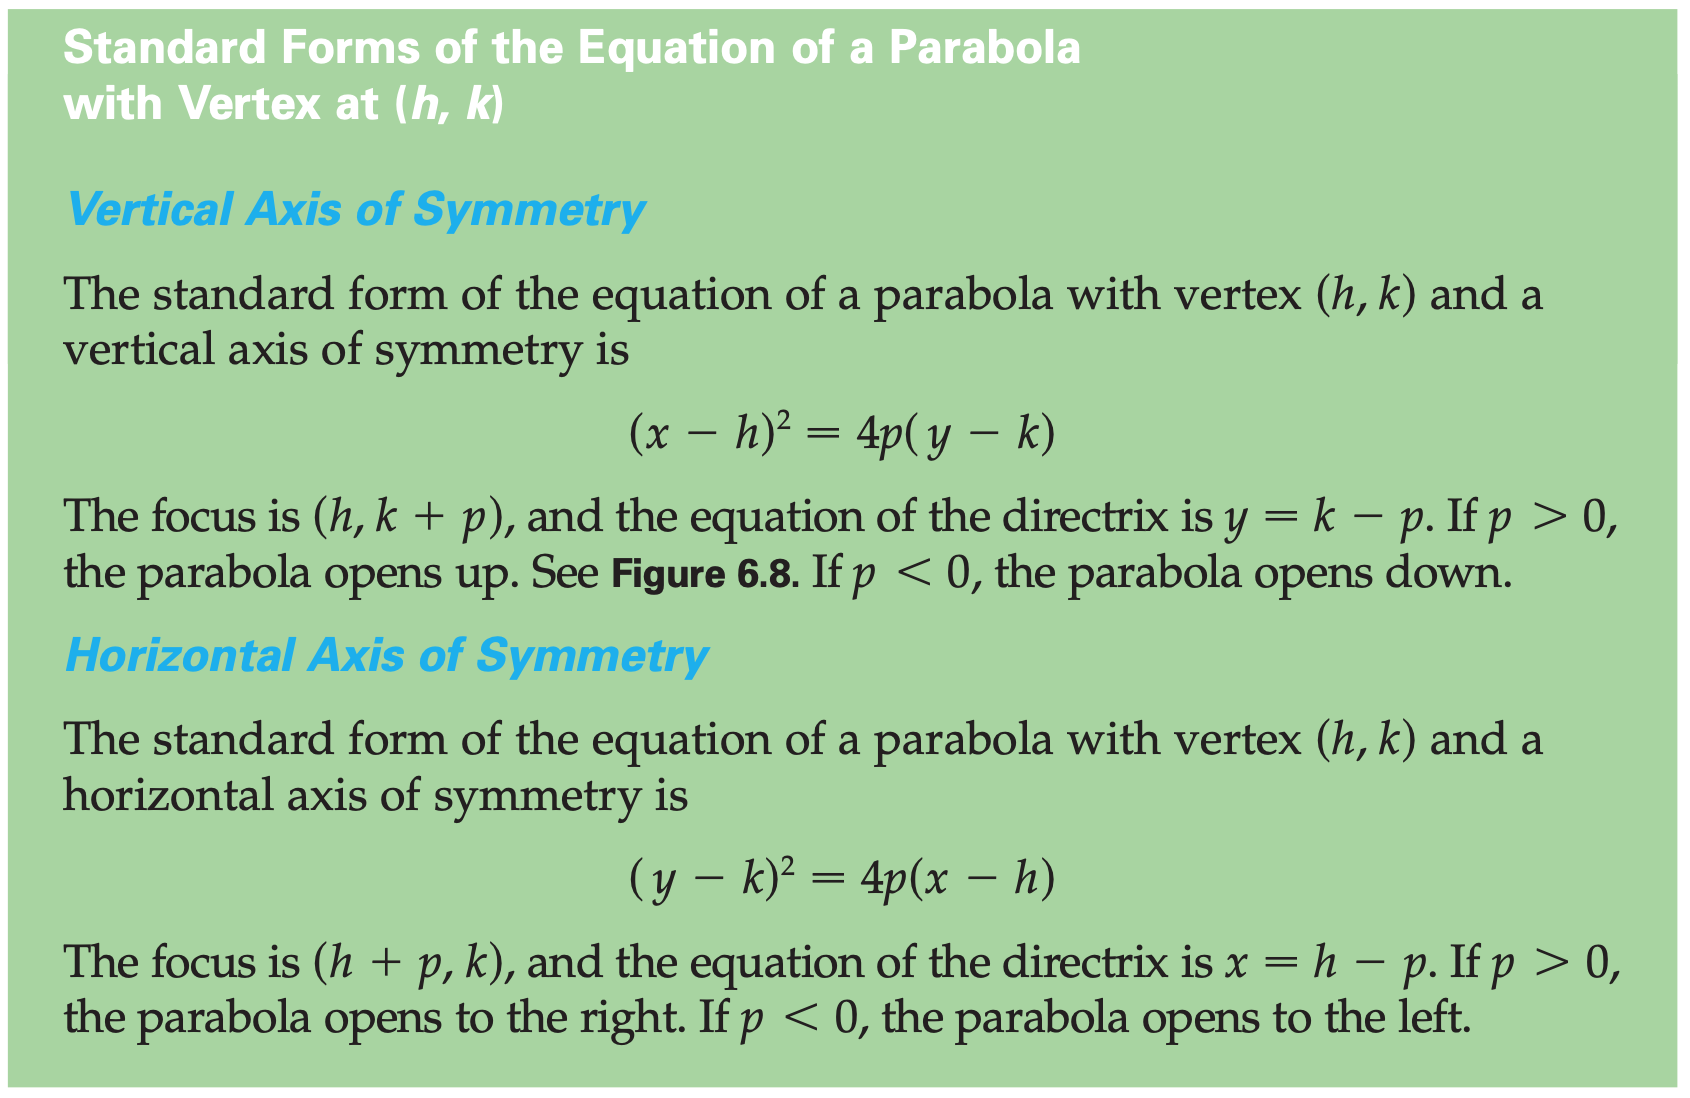 Standard Forms of the Equation of a Parabola
with Vertex at (h, k)
Vertical Axis of Symmetry
The standard form of the equation of a parabola with vertex (h, k) and a
vertical axis of symmetry is
(x − h)² = 4p(y − k)
The focus is (h, k + p), and the equation of the directrix is y = k − p. If p > 0,
the parabola opens up. See Figure 6.8. If p < 0, the parabola opens down.
Horizontal Axis of Symmetry
The standard form of the equation of a parabola with vertex (h, k) and a
horizontal axis of symmetry is
(y − k)² = 4p(x − h)
The focus is (h + p, k), and the equation of the directrix is x = h − p. If p > 0,
the parabola opens to the right. If p < 0, the parabola opens to the left.